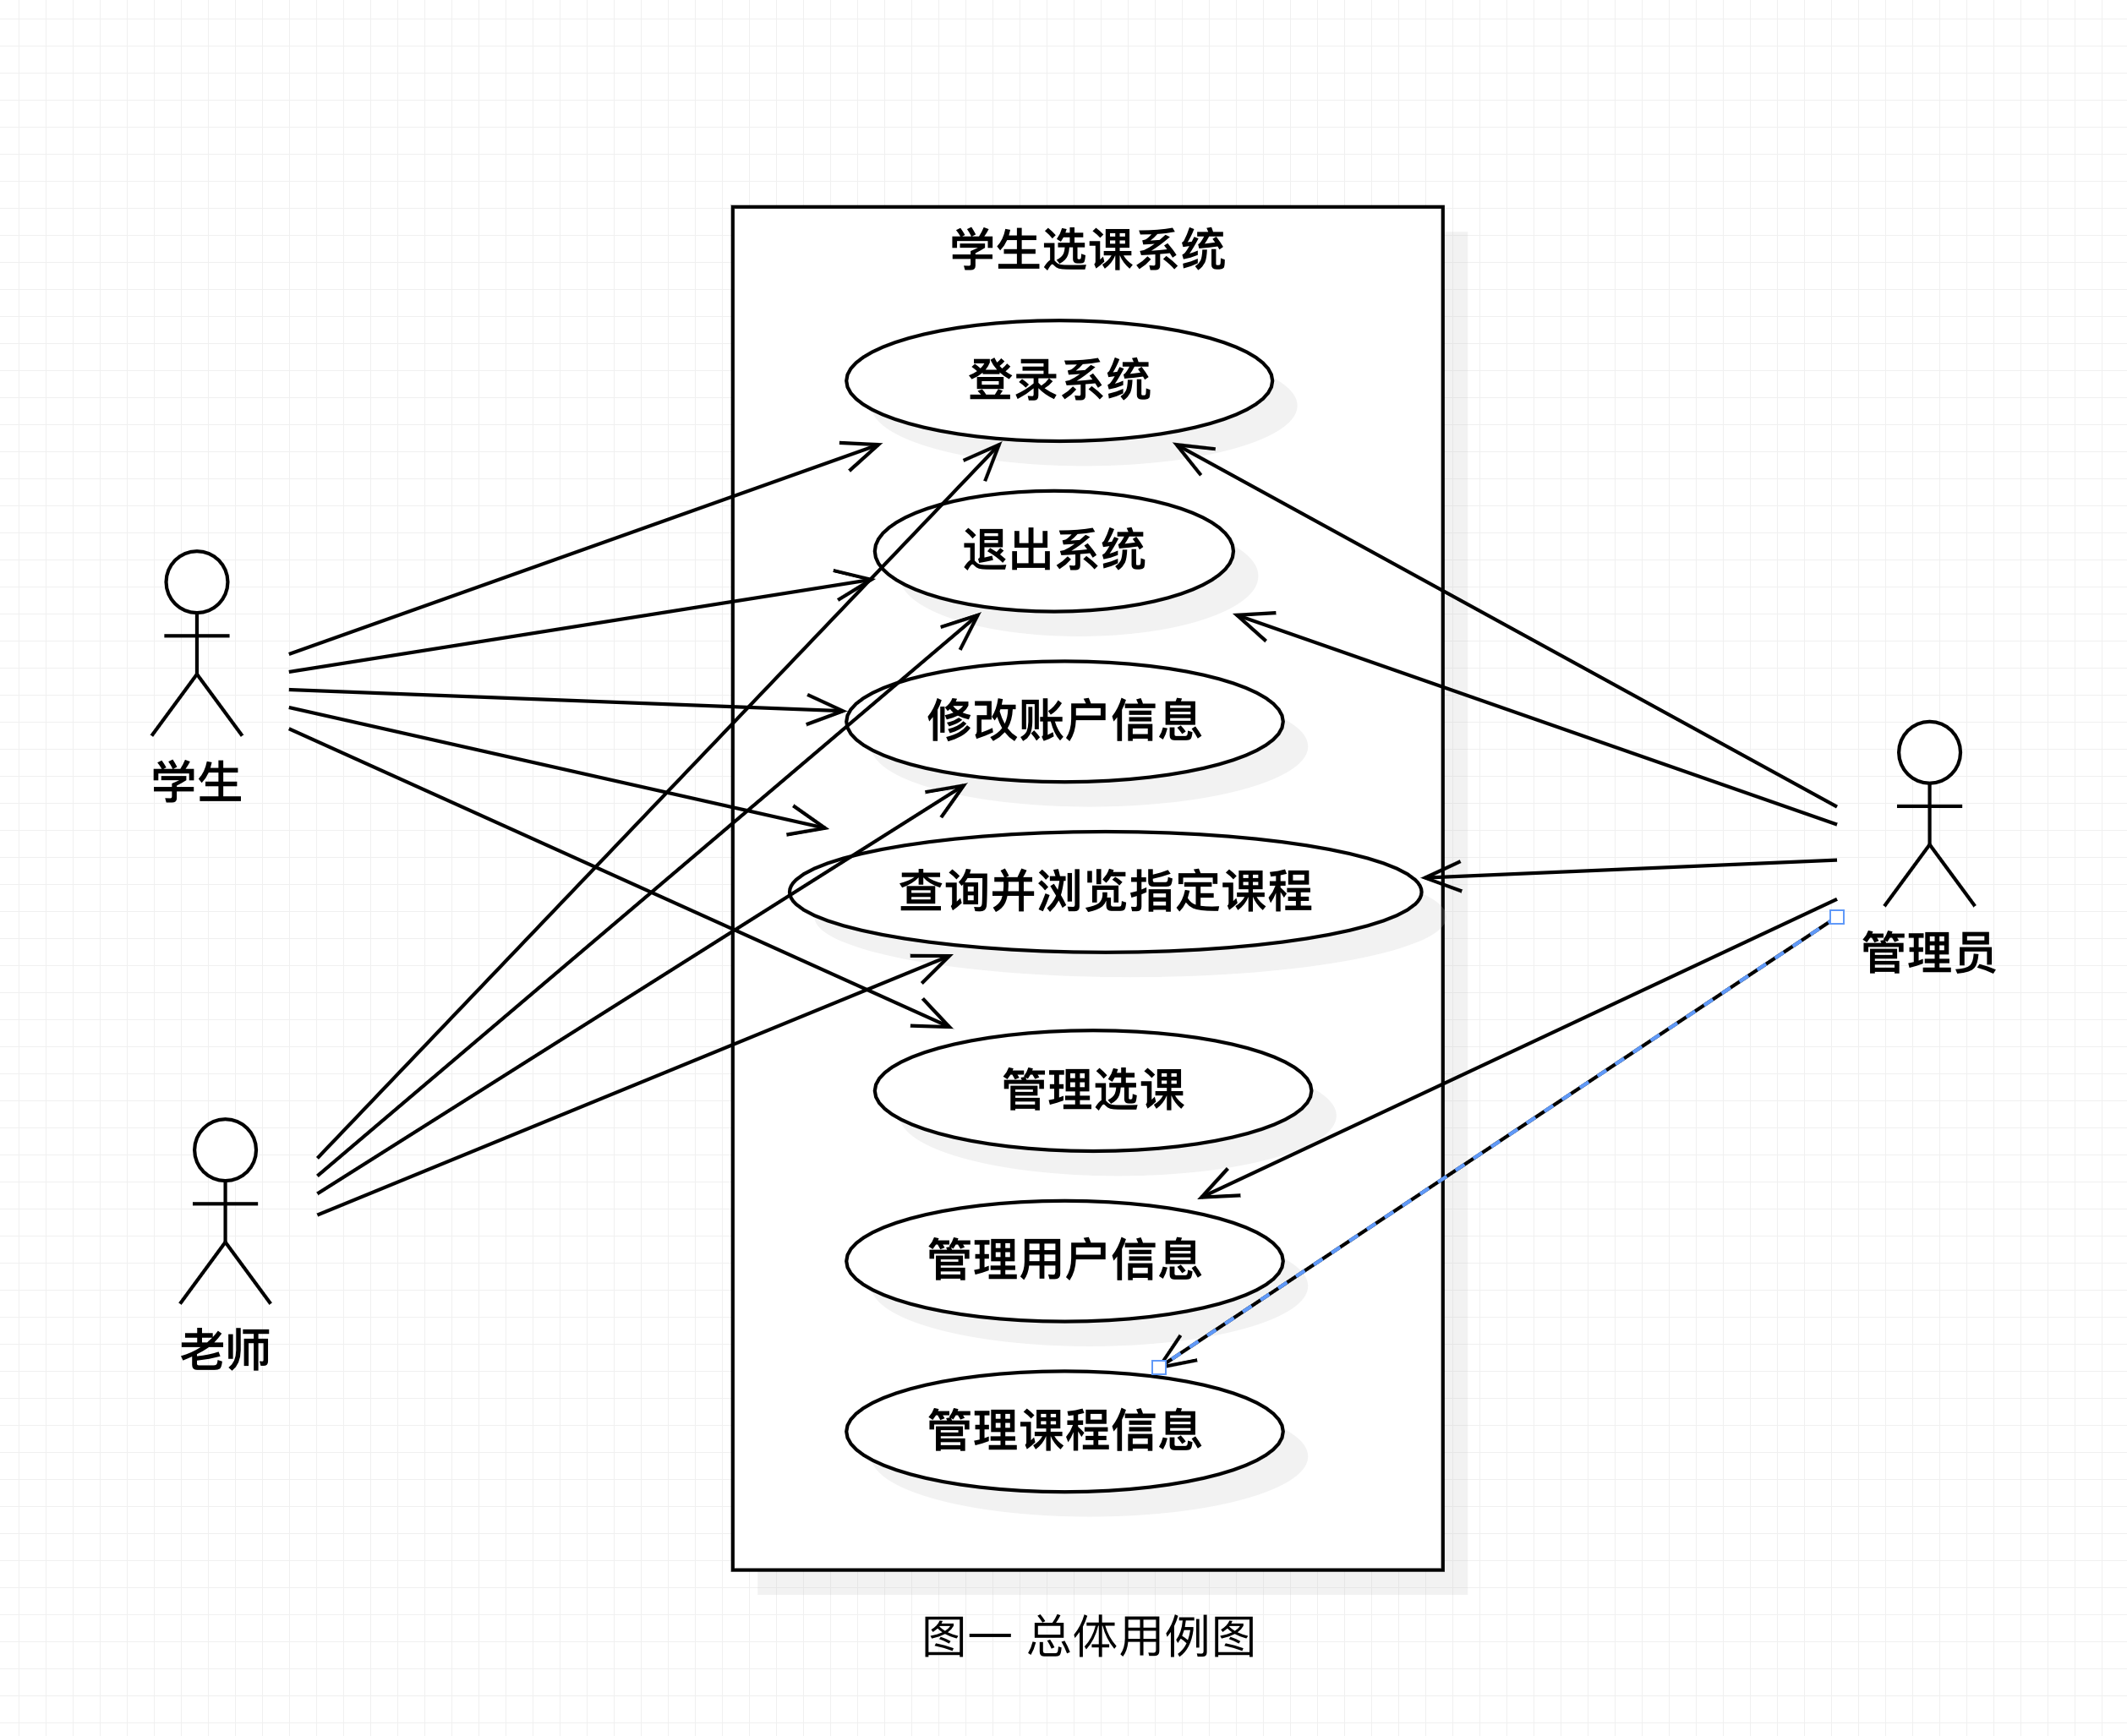 学生选课系统
登录系统
退出系统
修改账户信息
学生
查询并浏览指定课程
管理员
管理选课
管理用户信息
老师
管理课程信息
图一 总体用例图